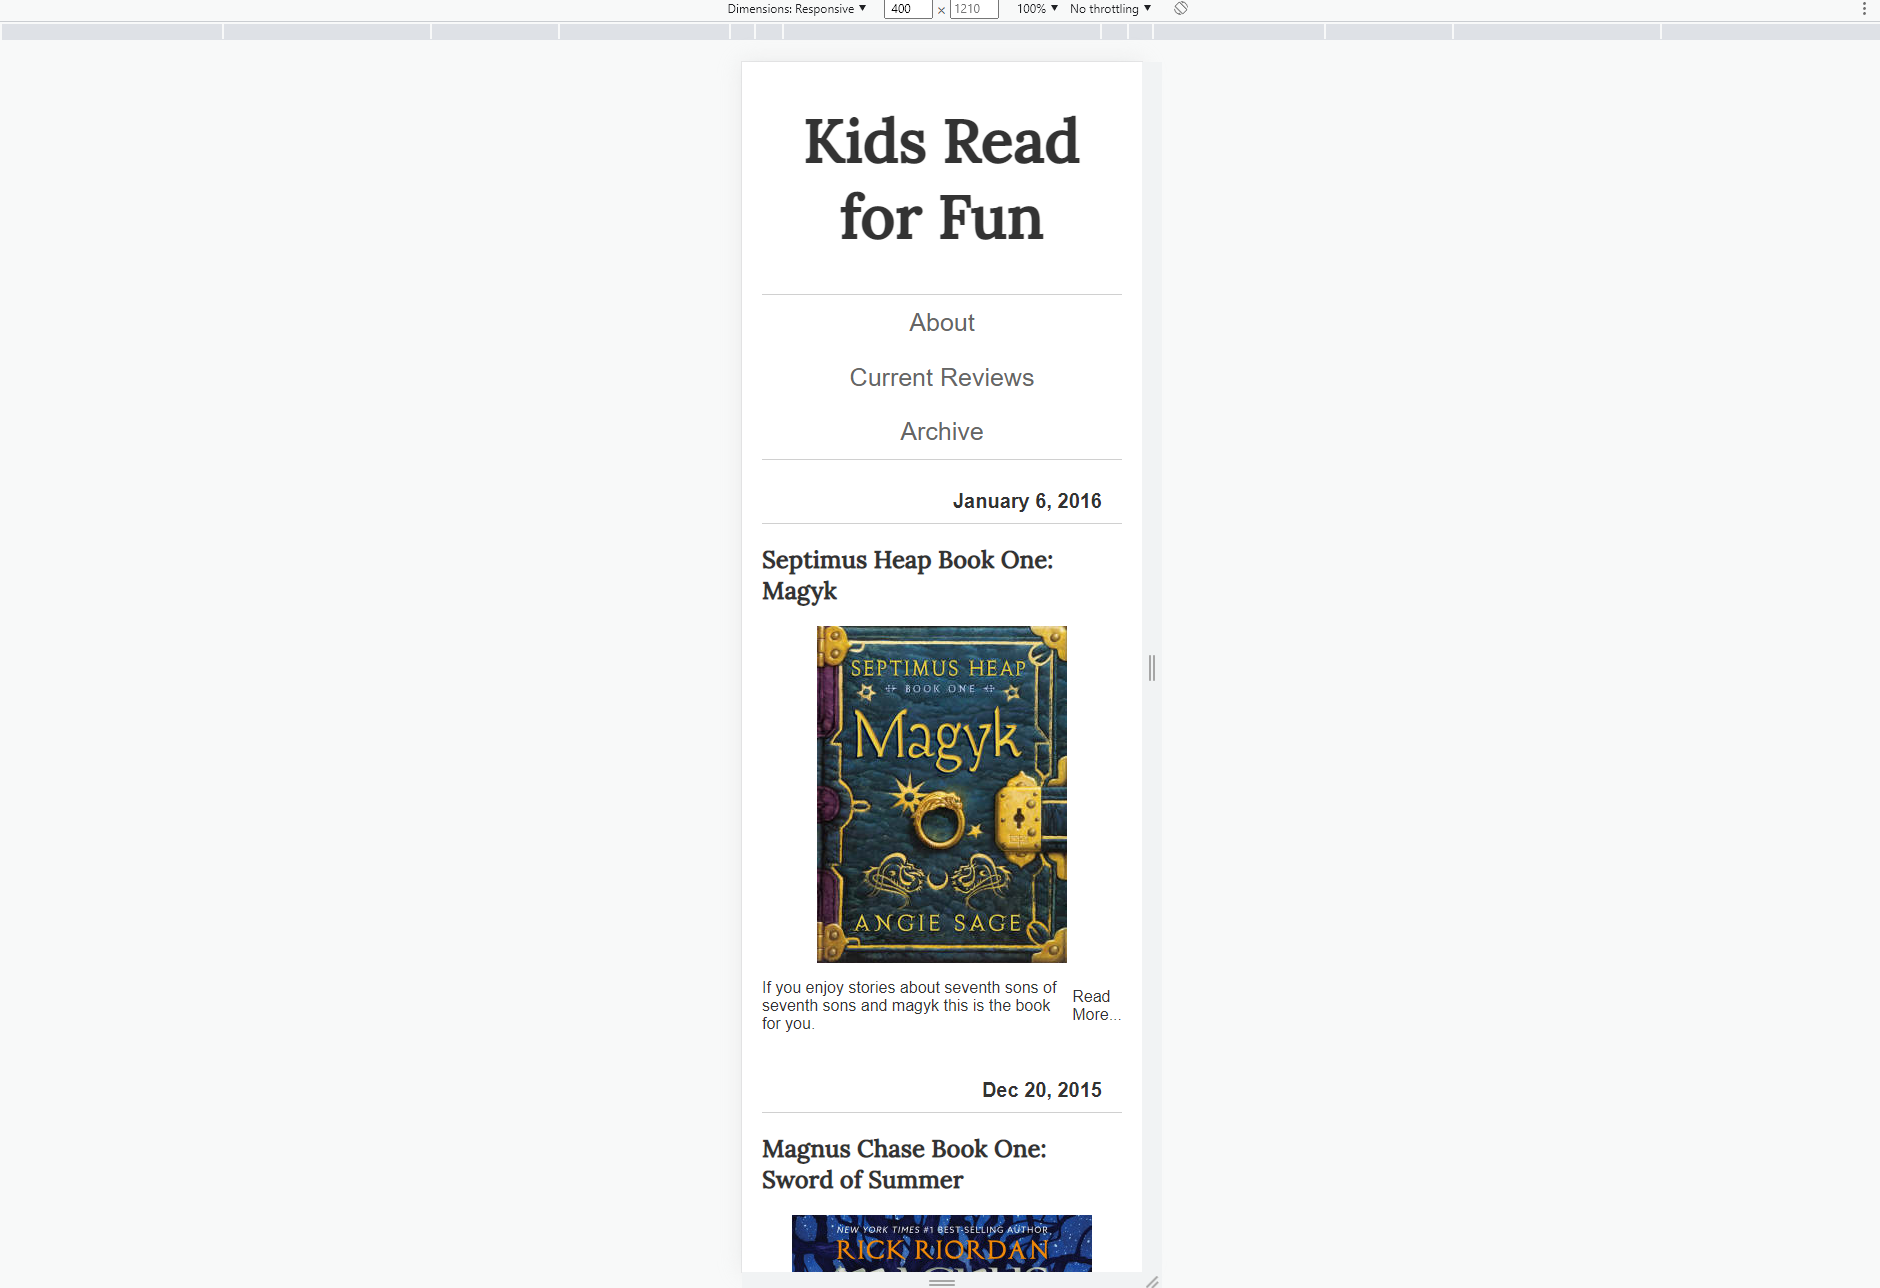 Dimensions: Responsive ▼ 400 × 1210 100% ▼ No throttling ▼
Kids Read
for Fun
About
Current Reviews
Archive
January 6, 2016
Septimus Heap Book One:
Magyk
SEPTIMUS HEAP
BOOK ONE
Magyk
ANGIE SAGE
If you enjoy stories about seventh sons of
seventh sons and magyk this is the book
for you.
Read
More...
Dec 20, 2015
Magnus Chase Book One:
Sword of Summer
NEW YORK TIMES #1 BEST-SELLING AUTHOR
RICK RIORDAN